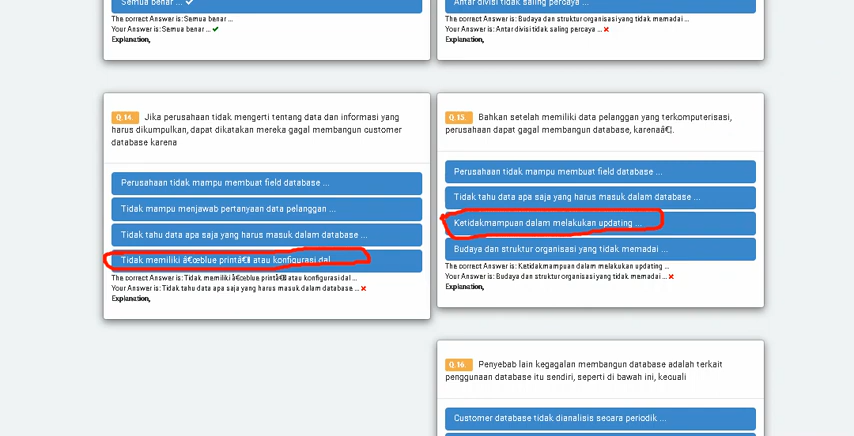 Semua benar ... ✔
The correct Answer is: Semua benar ...
Your Answer is: Semua benar ... ✔
Explanation,
Antar divisi tidak saling percaya ...
The correct Answer is: Budaya dan struktur organisasi yang tidak memadai ...
Your Answer is: Antar divisi tidak saling percaya ... ✖
Explanation,
Q.14. Jika perusahaan tidak mengerti tentang data dan informasi yang
harus dikumpulkan, dapat dikatakan mereka gagal membangun customer
database karena
Perusahaan tidak mampu membuat field database ...
Tidak mampu menjawab pertanyaan data pelanggan ...
Tidak tahu data apa saja yang harus masuk dalam database ...
Tidak memiliki â€œblue printâ€ atau konfigurasi dal...
The correct Answer is: Tidak memiliki â€œblue printâ€ atau konfigurasi dal ...
Your Answer is: Tidak tahu data apa saja yang harus masuk dalam database ... ✖
Explanation,
Q.15. Bahkan setelah memiliki data pelanggan yang terkomputerisasi,
perusahaan dapat gagal membangun database, karenaâ€¦.
Perusahaan tidak mampu membuat field database ...
Tidak tahu data apa saja yang harus masuk dalam database ...
Ketidakmampuan dalam melakukan updating ...
Budaya dan struktur organisasi yang tidak memadai ...
The correct Answer is: Ketidakmampuan dalam melakukan updating ...
Your Answer is: Budaya dan struktur organisasi yang tidak memadai ... ✖
Explanation,
Q.16. Penyebab lain kegagalan membangun database adalah terkait
penggunaan database itu sendiri, seperti di bawah ini, kecuali
Customer database tidak dianalisis secara periodik ...